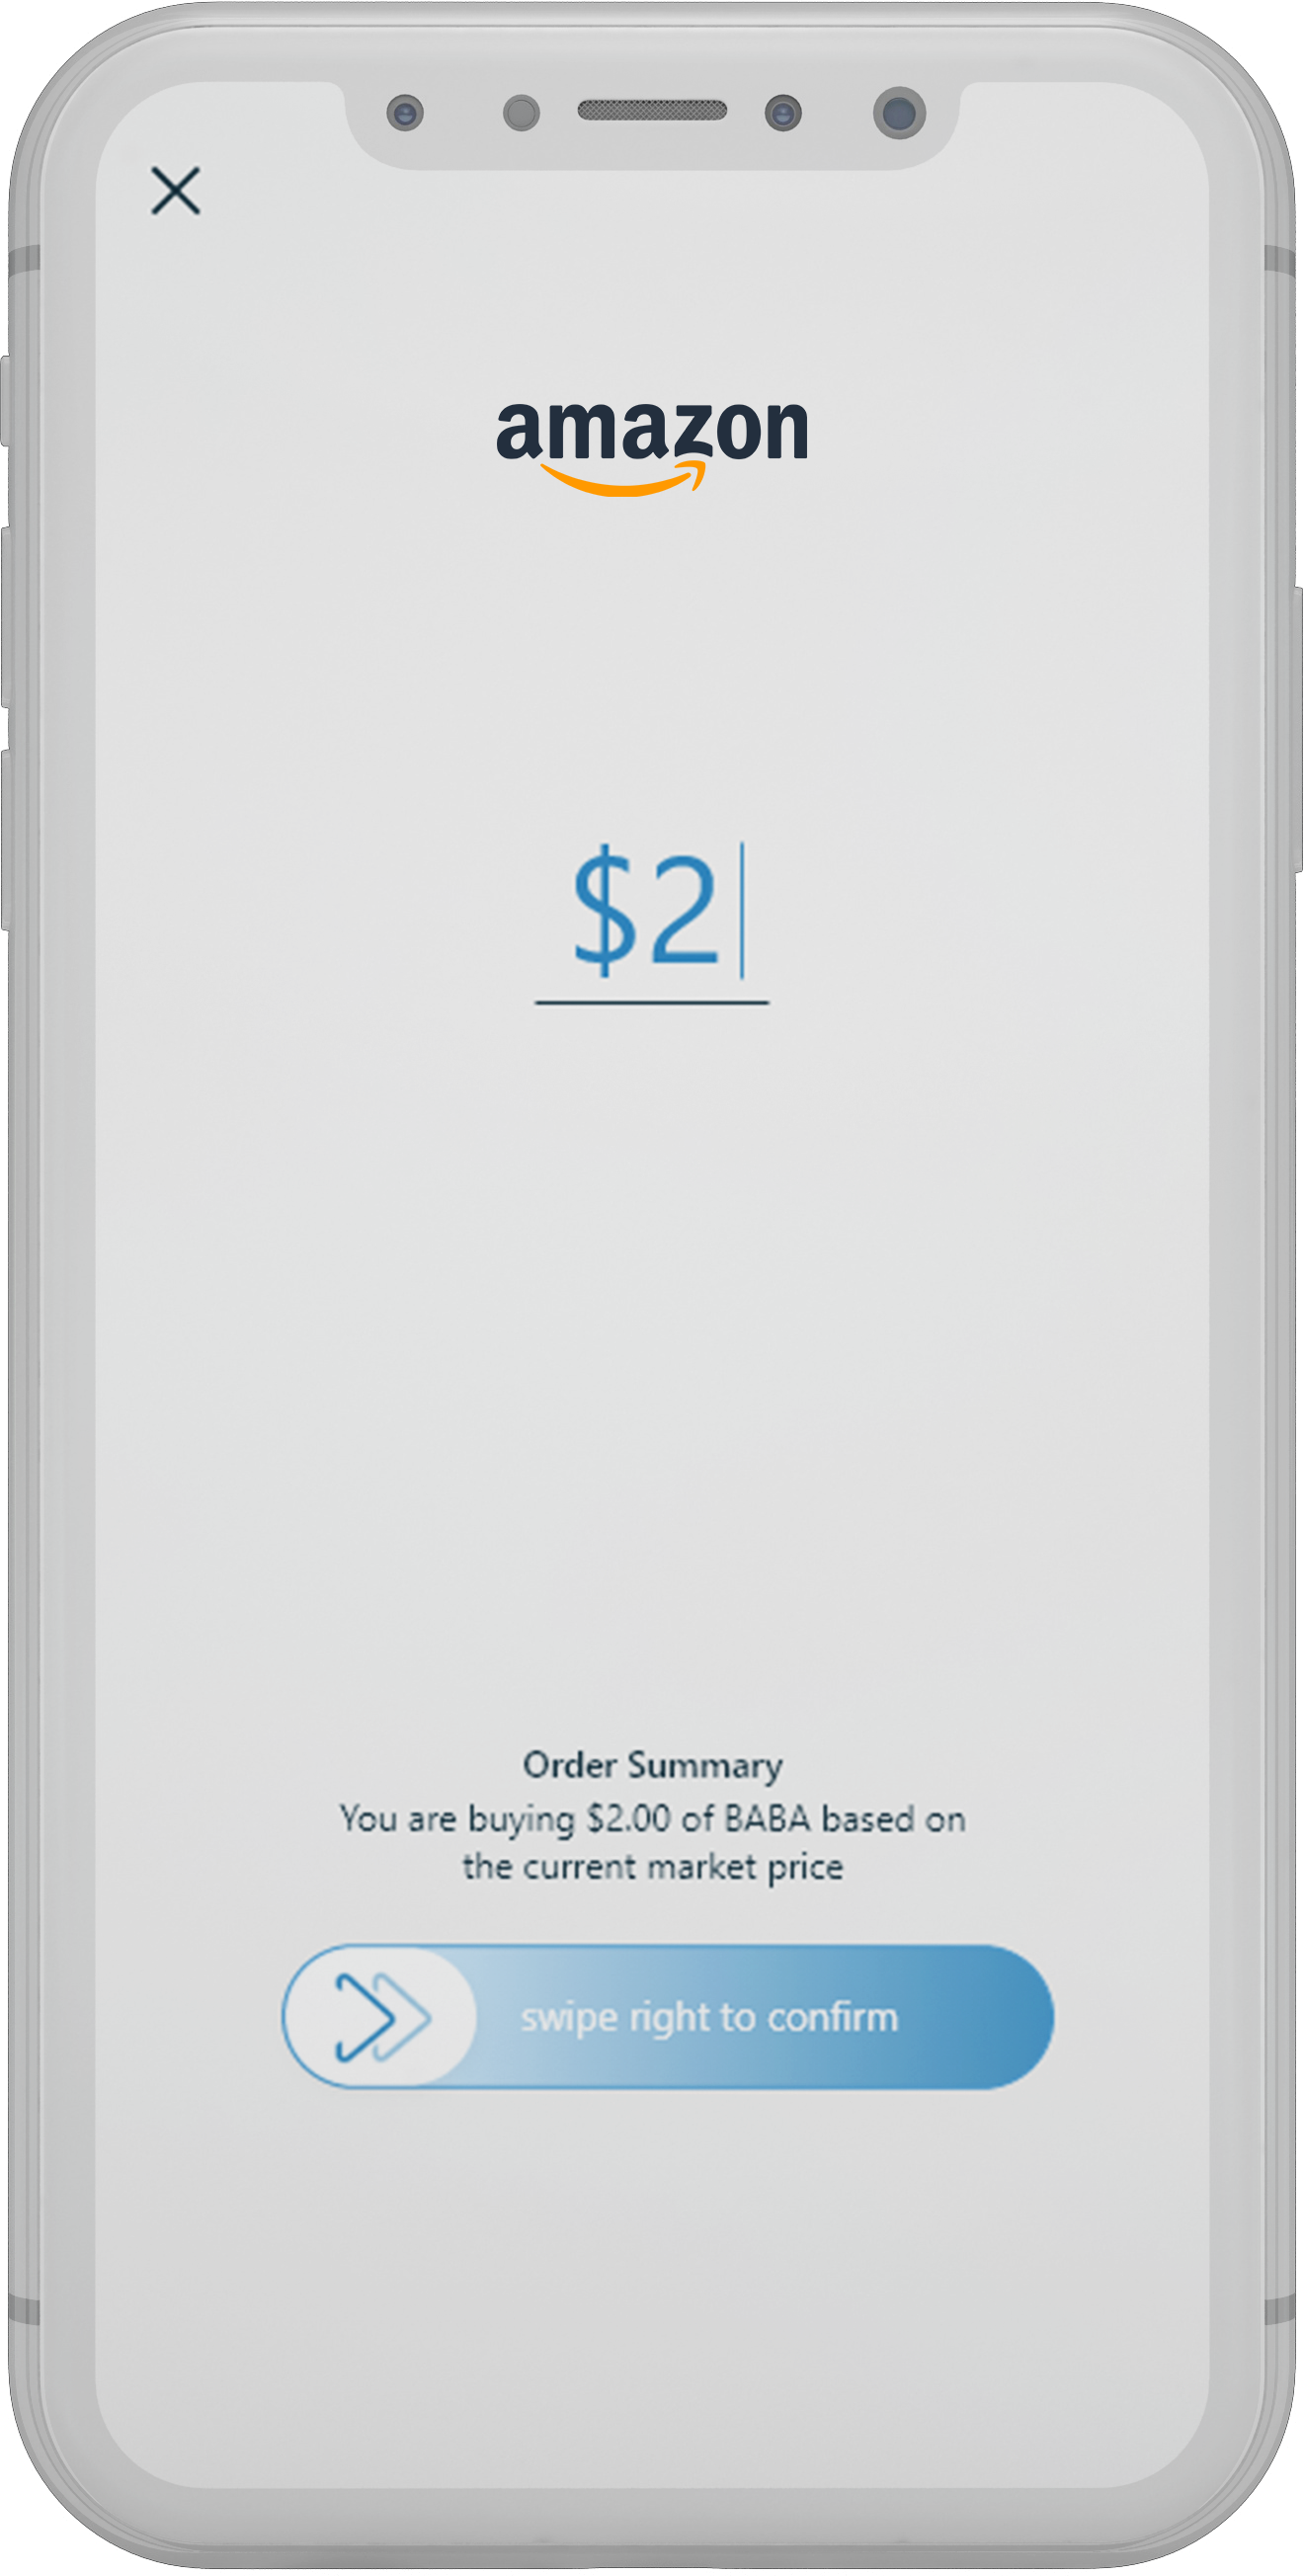 amazon
$2
Order Summary
You are buying $2.00 of BABA based on
the current market price
swipe right to confirm